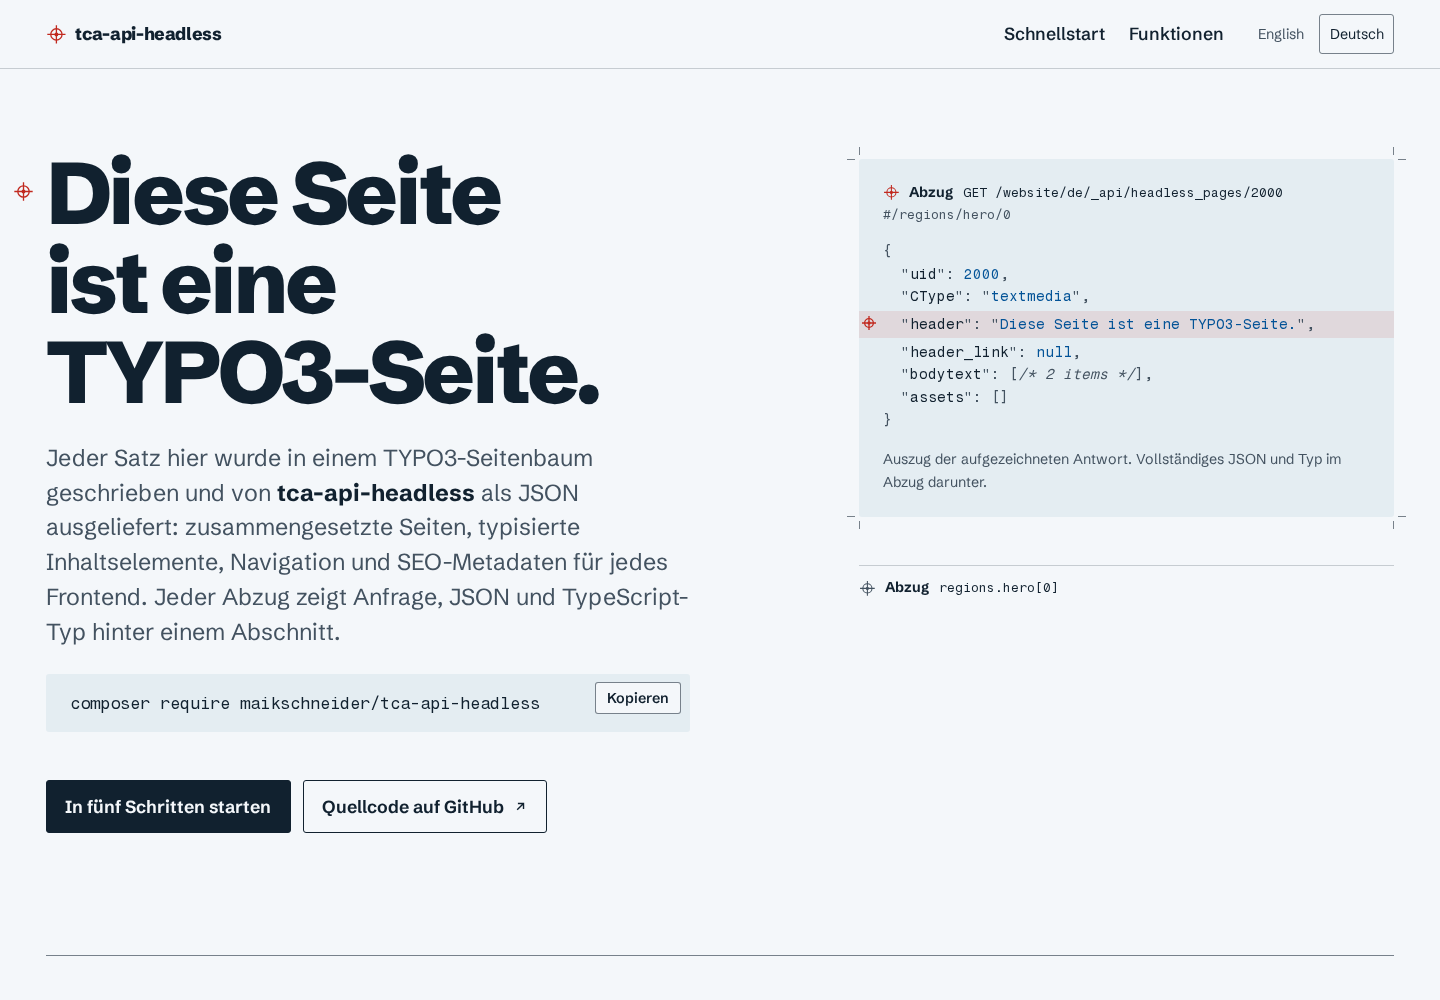 tca-api-headless
Schnellstart
Funktionen
English
Deutsch
Diese Seite
ist eine
TYPO3-Seite.
Jeder Satz hier wurde in einem TYPO3-Seitenbaum
geschrieben und von tca-api-headless als JSON
ausgeliefert: zusammengesetzte Seiten, typisierte
Inhaltselemente, Navigation und SEO-Metadaten für jedes
Frontend. Jeder Abzug zeigt Anfrage, JSON und TypeScript-
Typ hinter einem Abschnitt.
composer require maikschneider/tca-api-headless
Kopieren
In fünf Schritten starten
Quellcode auf GitHub ↗
Abzug GET /website/de/_api/headless_pages/2000
#/regions/hero/0
{
"uid": 2000,
"CType": "textmedia",
"header": "Diese Seite ist eine TYPO3-Seite.",
"header_link": null,
"bodytext": [/* 2 items */],
"assets": []
}
Auszug der aufgezeichneten Antwort. Vollständiges JSON und Typ im
Abzug darunter.
Abzug regions.hero[0]